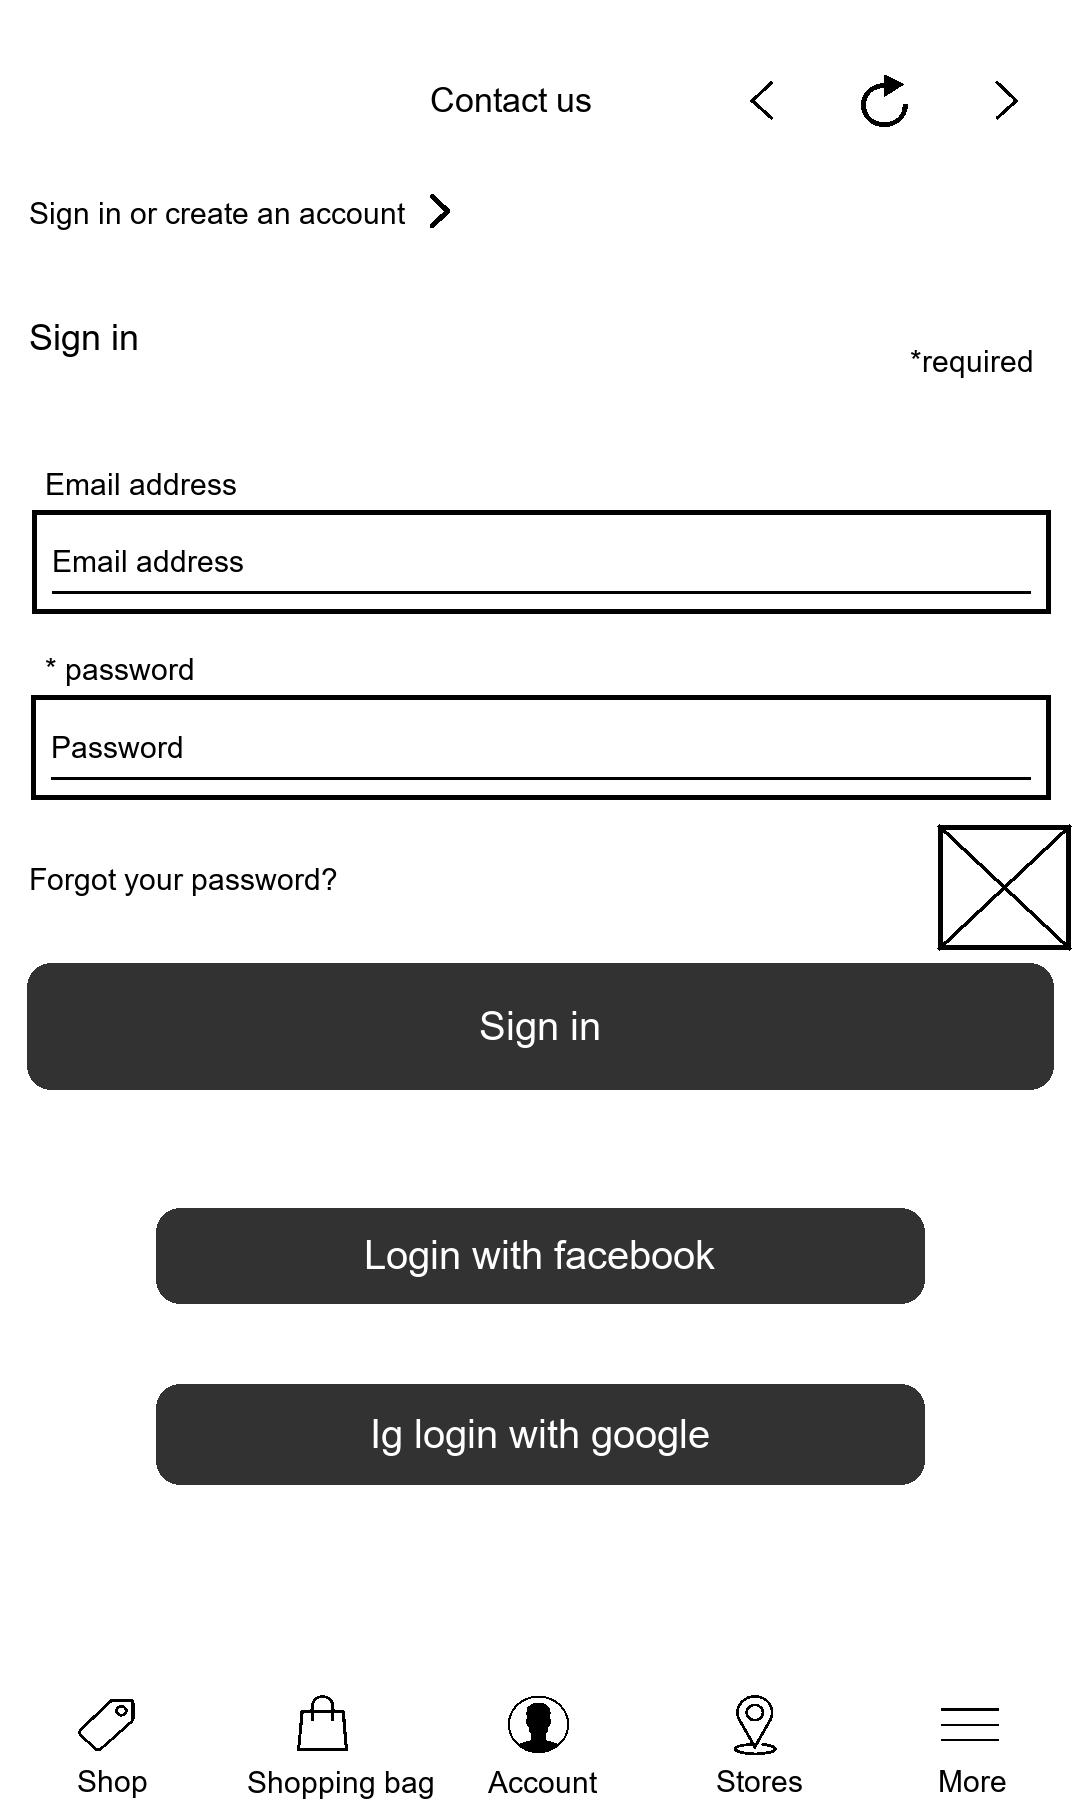 Contact us
Sign in or create an account
Sign in
*required
Email address
Email address
* password
Password
Forgot your password?
Sign in
Login with facebook
Ig login with google
Shop
Shopping bag
Account
Stores
More